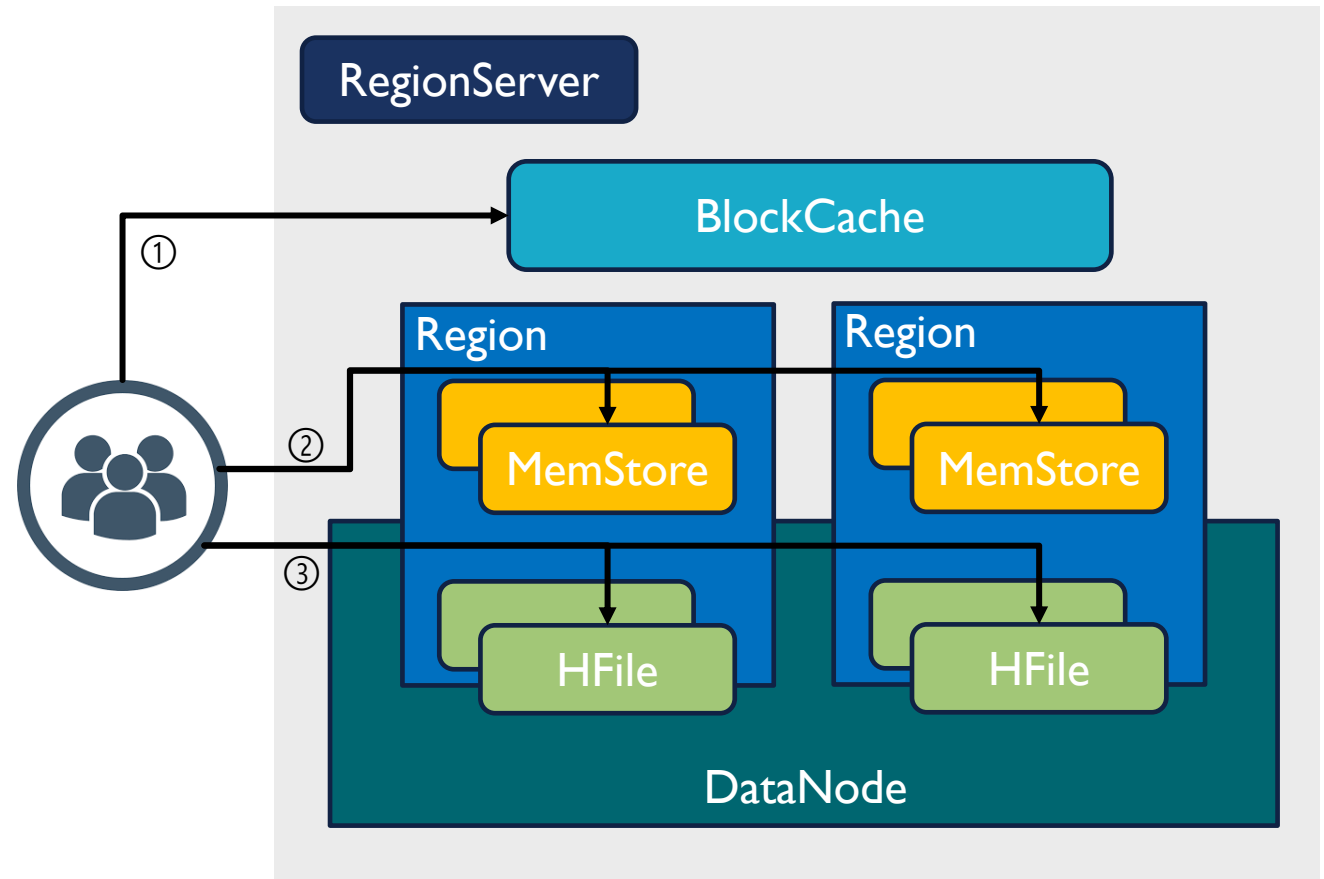 RegionServer
BlockCache
①
Region
Region
②
MemStore
MemStore
③
HFile
HFile
DataNode